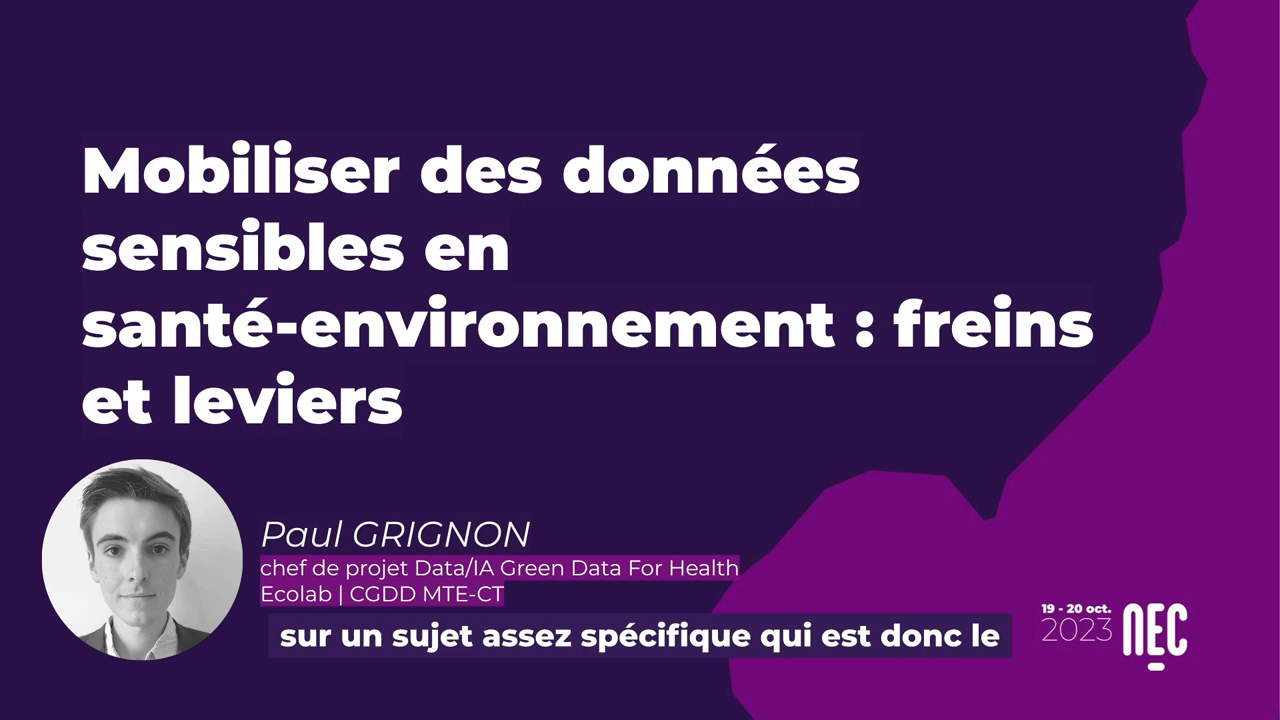 Mobiliser des données
sensibles en
santé-environnement : freins
et leviers
Paul GRIGNON
chef de projet Data/IA Green Data For Health
Ecolab | CGDD MTE-CT
sur un sujet assez spécifique qui est donc le
19 - 20 oct.
2023
NEC